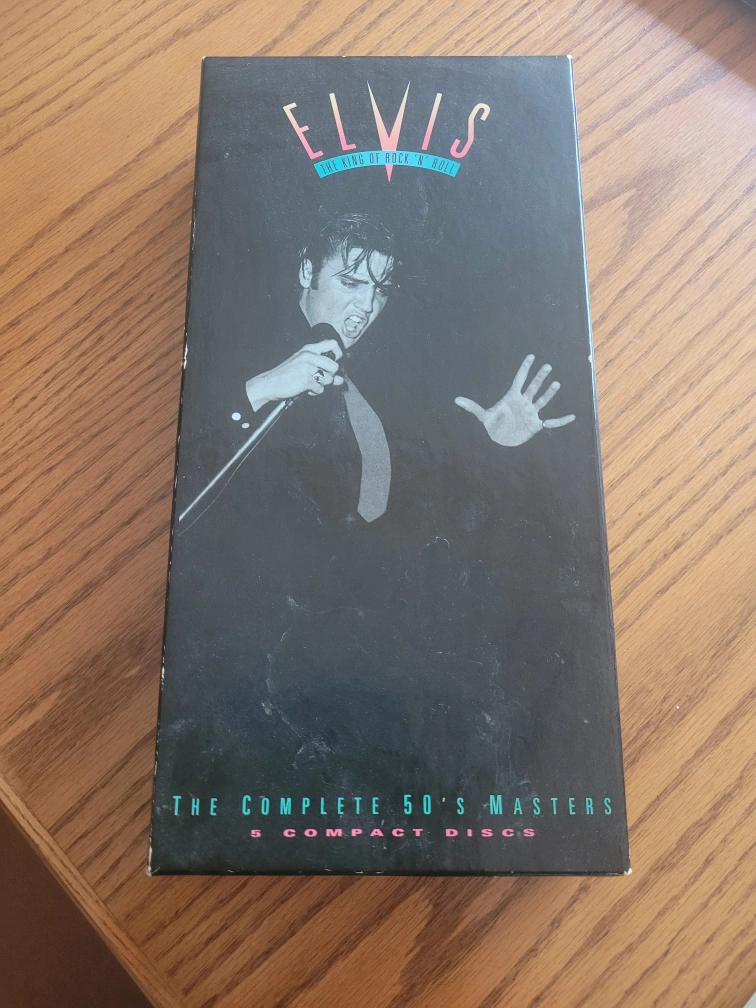 ELVIS
THE KING OF ROCK 'N' ROLL
THE COMPLETE 50'S MASTERS
5 COMPACT DISCS